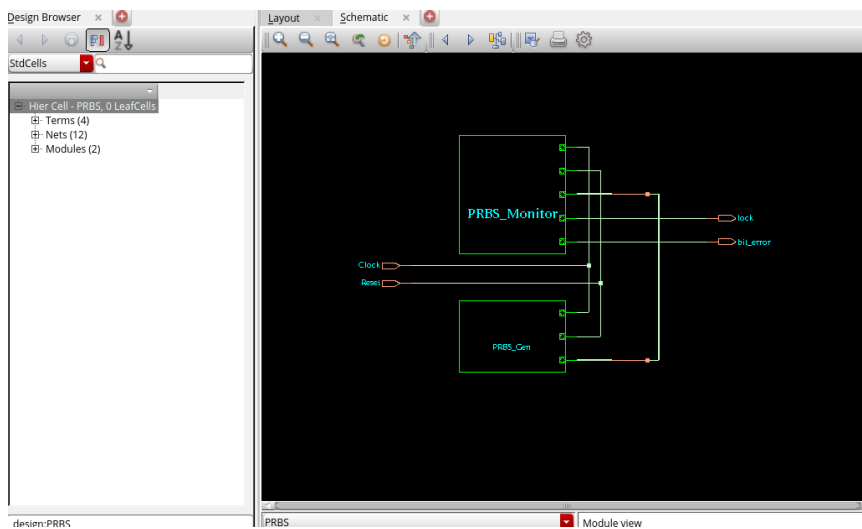 Design Browser
Layout
Schematic
A
Z
StdCells
Hier Cell - PRBS, 0 LeafCells
Terms (4)
Nets (12)
Modules (2)
PRBS_Monitor
lock
bit_error
Clock
Reset
PRBS_Gen
design:PRBS
PRBS
Module view